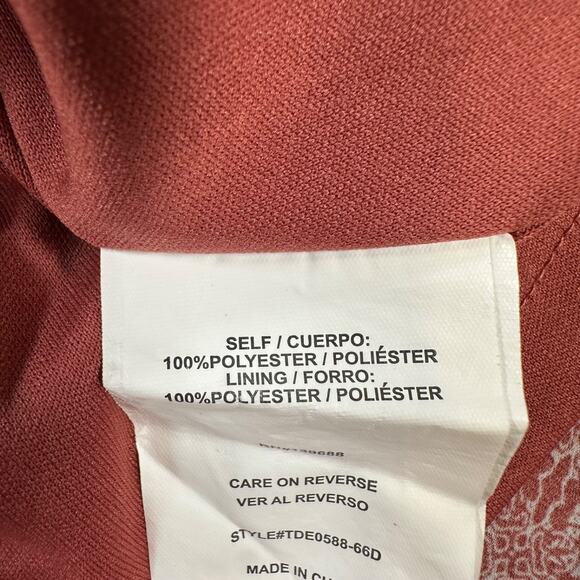 SELF / CUERPO:
100%POLYESTER / POLIÉSTER
LINING / FORRO:
100%POLYESTER / POLIÉSTER
CARE ON REVERSE
VER AL REVERSO
STYLE#TDE0588-66D
MADE IN